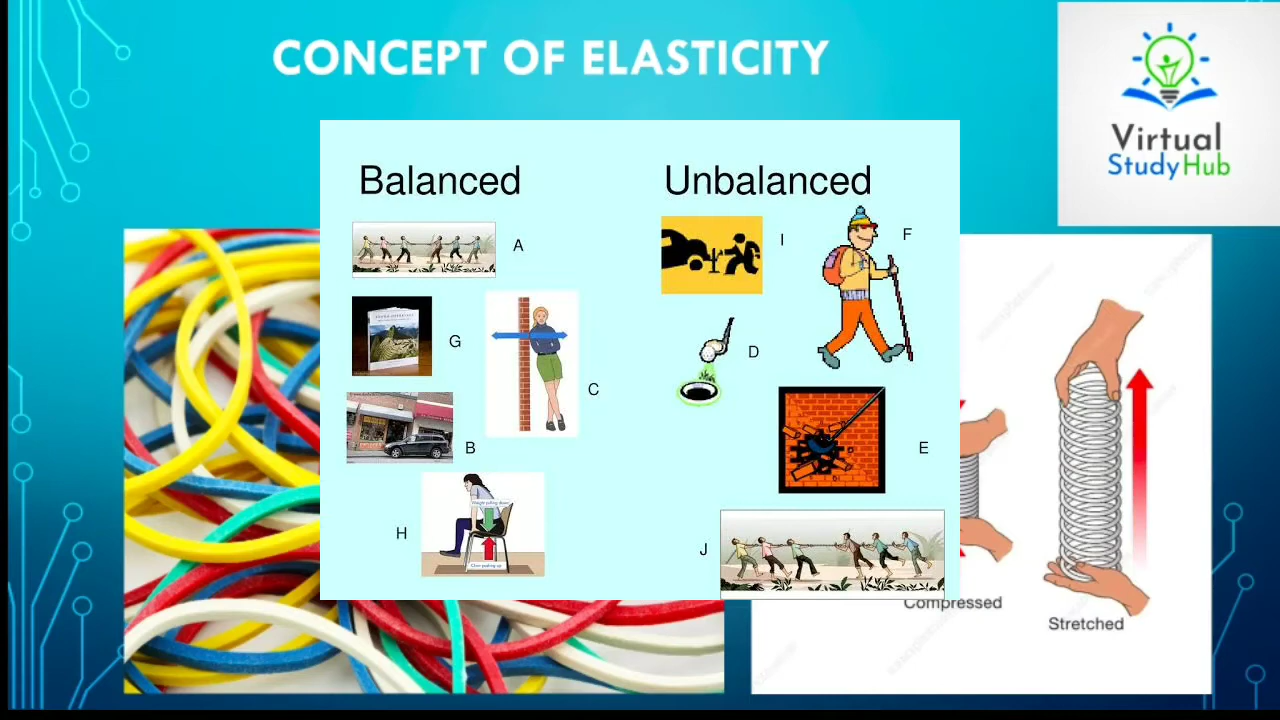 CONCEPT OF ELASTICITY
Virtual
Study Hub
Balanced
Unbalanced
A
I
F
G
D
C
B
E
H
J
Compressed
Stretched